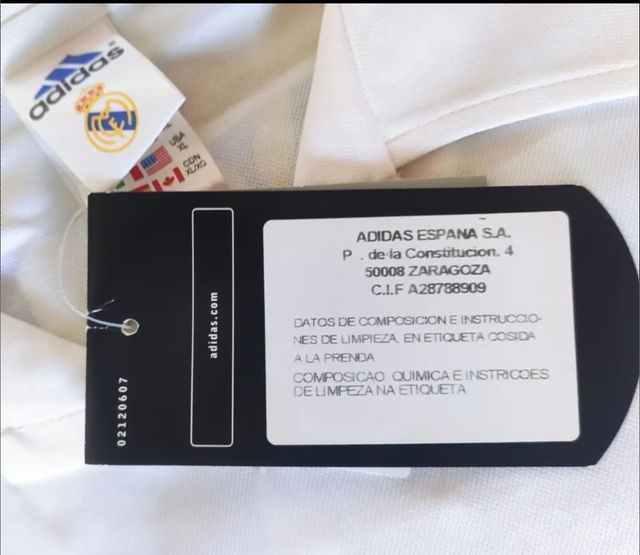 adidas
USA
XL
CDN
XL/XG
02120607
adidas.com
ADIDAS ESPAÑA S.A.
P . de la Constitucion. 4
50008 ZARAGOZA
C.I.F A28788909
DATOS DE COMPOSICION E INSTRUCCIO-
NES DE LIMPIEZA, EN ETIQUETA COSIDA
A LA PRENDA
COMPOSICAO QUIMICA E INSTRICOES
DE LIMPEZA NA ETIQUETA